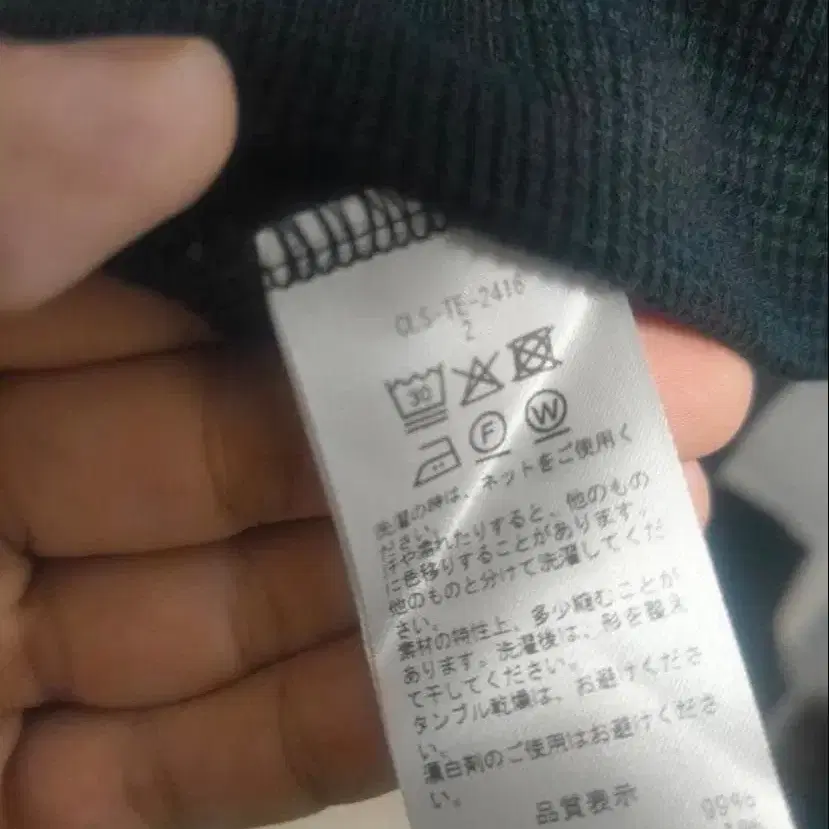 CLS-TE-2416
2
30
F W
洗濯の時は、ネットをご使用く
ださい。
汗や濡れたりすると、他のもの
に色移りすることがあります。
他のものと分けて洗濯してくだ
さい。
素材の特性上、多少縮むことが
あります。洗濯後は、形を整え
て干してください。
タンブル乾燥は、お避けくださ
い。
漂白剤のご使用はお避けくださ
い。
品質表示 99%